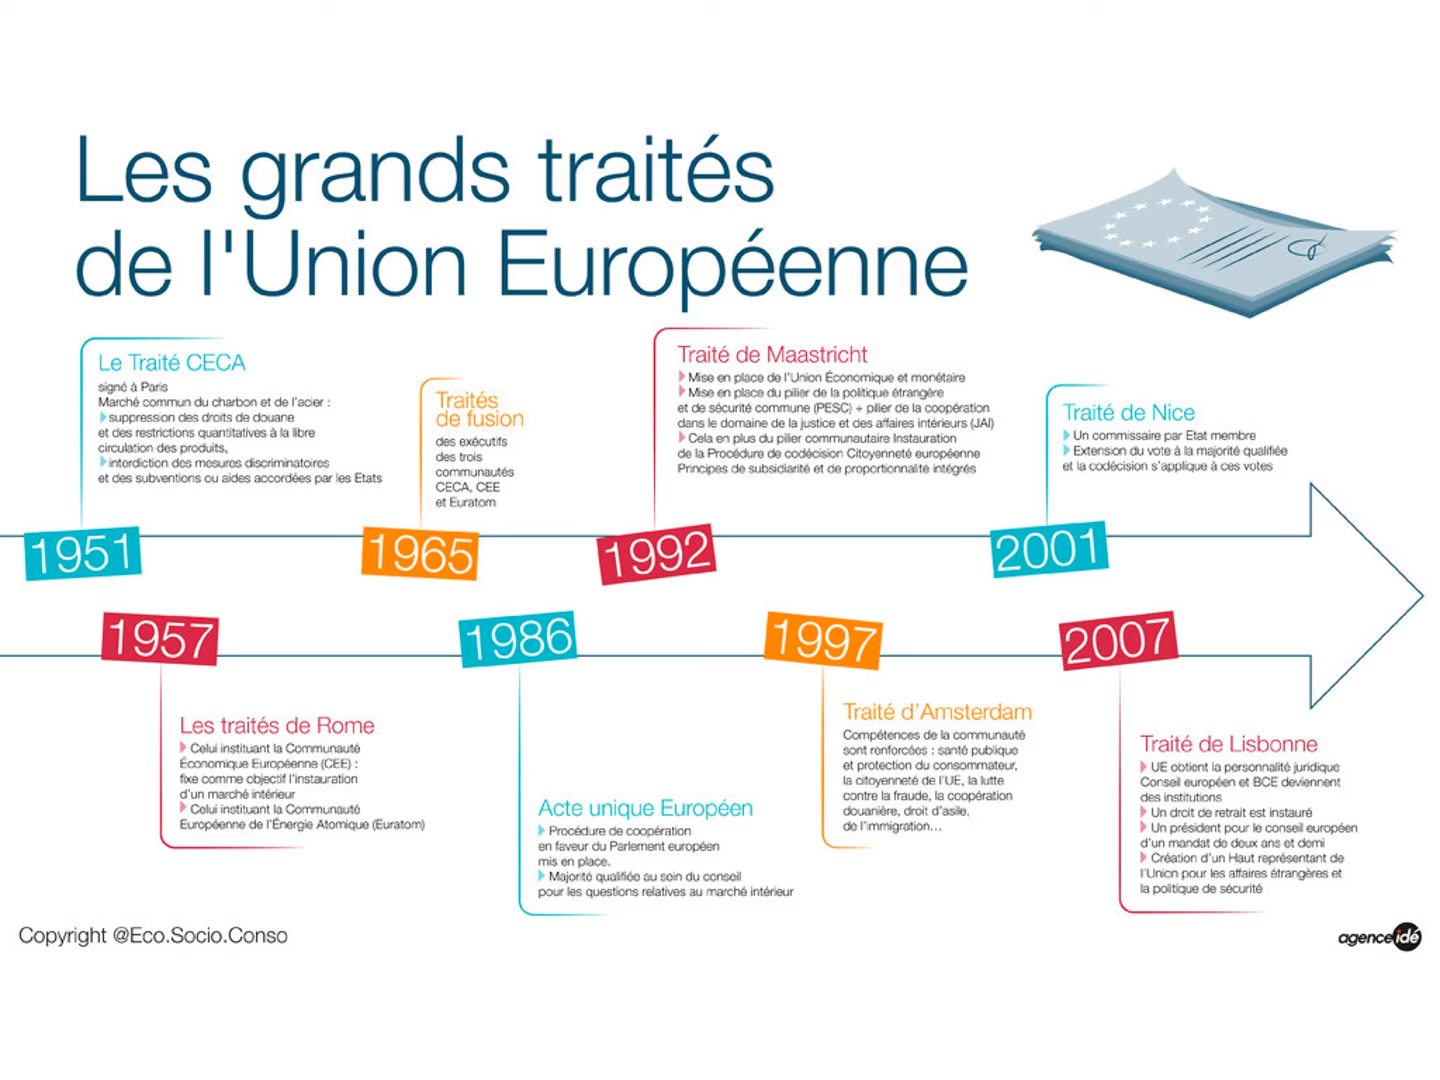 Les grands traités
de l'Union Européenne
Le Traité CECA
signé à Paris
Marché commun du charbon et de l'acier :
suppression des droits de douane
et des restrictions quantitatives à la libre
circulation des produits,
interdiction des mesures discriminatoires
et des subventions ou aides accordées par les Etats
Traités
de fusion
des exécutifs
des trois
communautés
CECA, CEE
et Euratom
Traité de Maastricht
Mise en place de l'Union Économique et monétaire
Mise en place du pilier de la politique étrangère
et de sécurité commune (PESC) + pilier de la coopération
dans le domaine de la justice et des affaires intérieurs (JAI)
Cela en plus du pilier communautaire Instauration
de la Procédure de codécision Citoyenneté européenne
Principes de subsidiarité et de proportionnalité intégrés
Traité de Nice
Un commissaire par Etat membre
Extension du vote à la majorité qualifiée
et la codécision s'applique à ces votes
1951
1965
1992
2001
1957
1986
1997
2007
Les traités de Rome
Celui instituant la Communauté
Économique Européenne (CEE) :
fixe comme objectif l'instauration
d'un marché intérieur
Celui instituant la Communauté
Européenne de l'Énergie Atomique (Euratom)
Acte unique Européen
Procédure de coopération
en faveur du Parlement européen
mis en place.
Majorité qualifiée au sein du conseil
pour les questions relatives au marché intérieur
Traité d'Amsterdam
Compétences de la communauté
sont renforcées : santé publique
et protection du consommateur,
la citoyenneté de l'UE, la lutte
contre la fraude, la coopération
douanière, droit d'asile,
de l'immigration...
Traité de Lisbonne
UE obtient la personnalité juridique
Conseil européen et BCE deviennent
des institutions
Un droit de retrait est instauré
Un président pour le conseil européen
d'un mandat de deux ans et demi
Création d'un Haut représentant de
l'Union pour les affaires étrangères et
la politique de sécurité
Copyright @Eco.Socio.Conso
agence idé